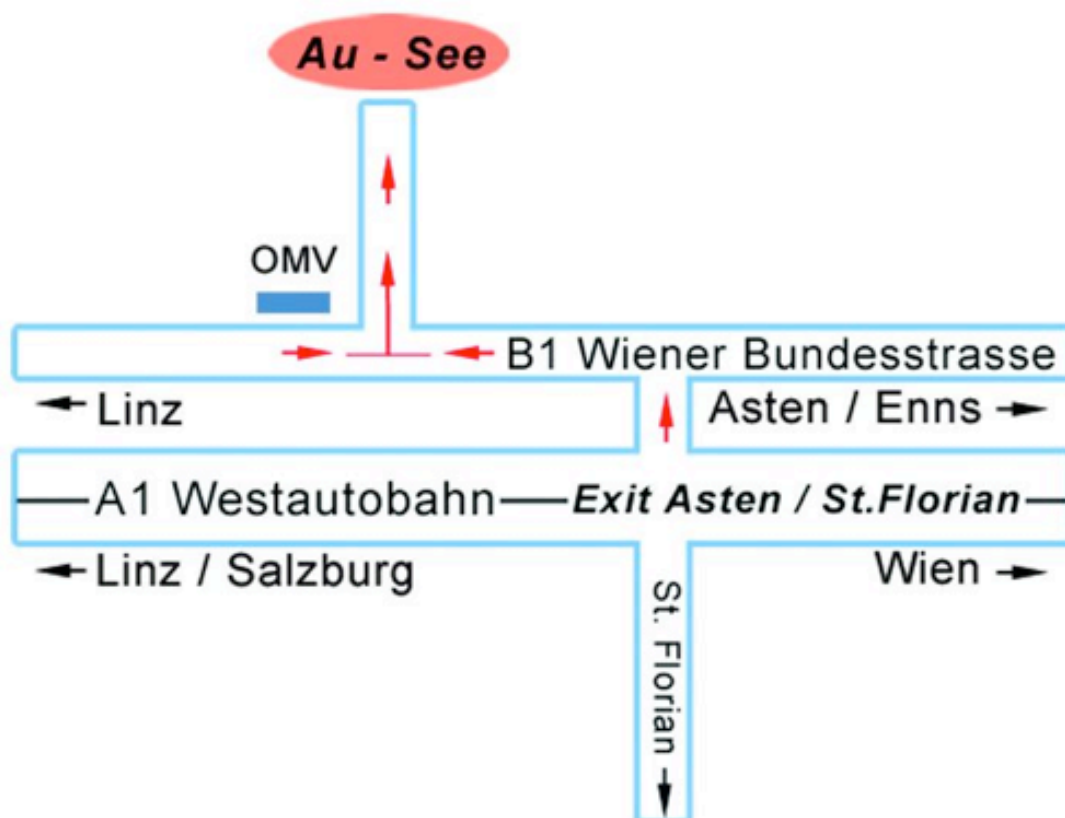 Au - See
OMV
B1 Wiener Bundesstrasse
Linz
Asten / Enns
A1 Westautobahn
Exit Asten / St.Florian
Linz / Salzburg
Wien
St. Florian